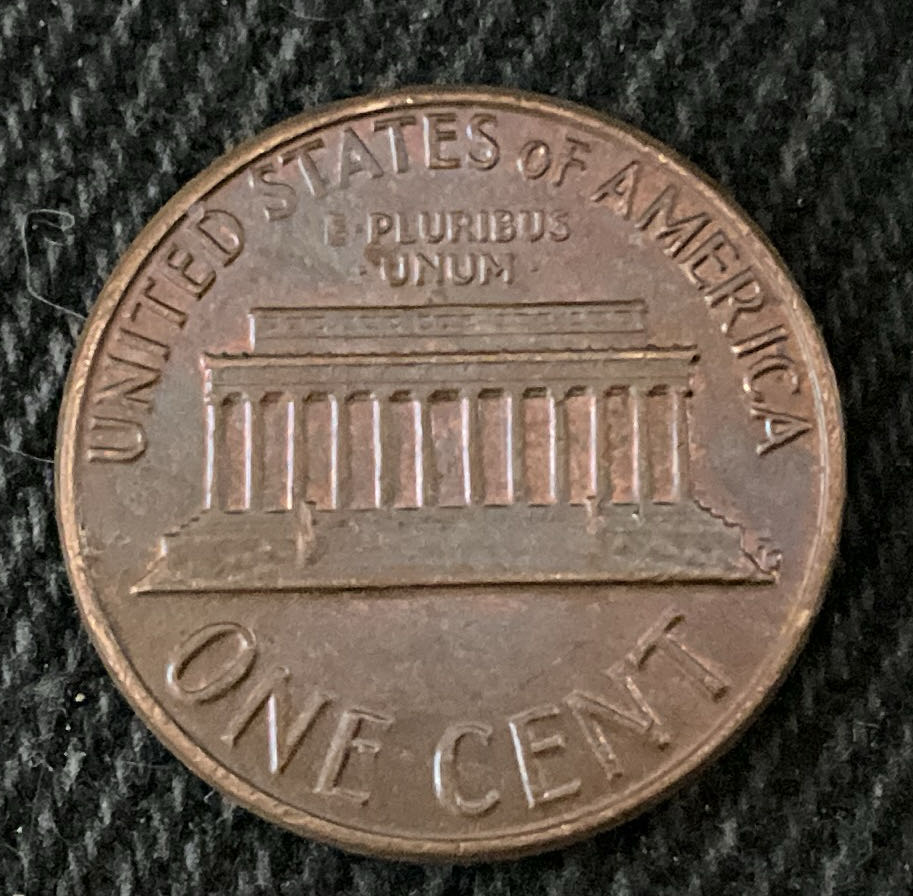 UNITED STATES OF AMERICA
E·PLURIBUS
·UNUM·
ONE CENT